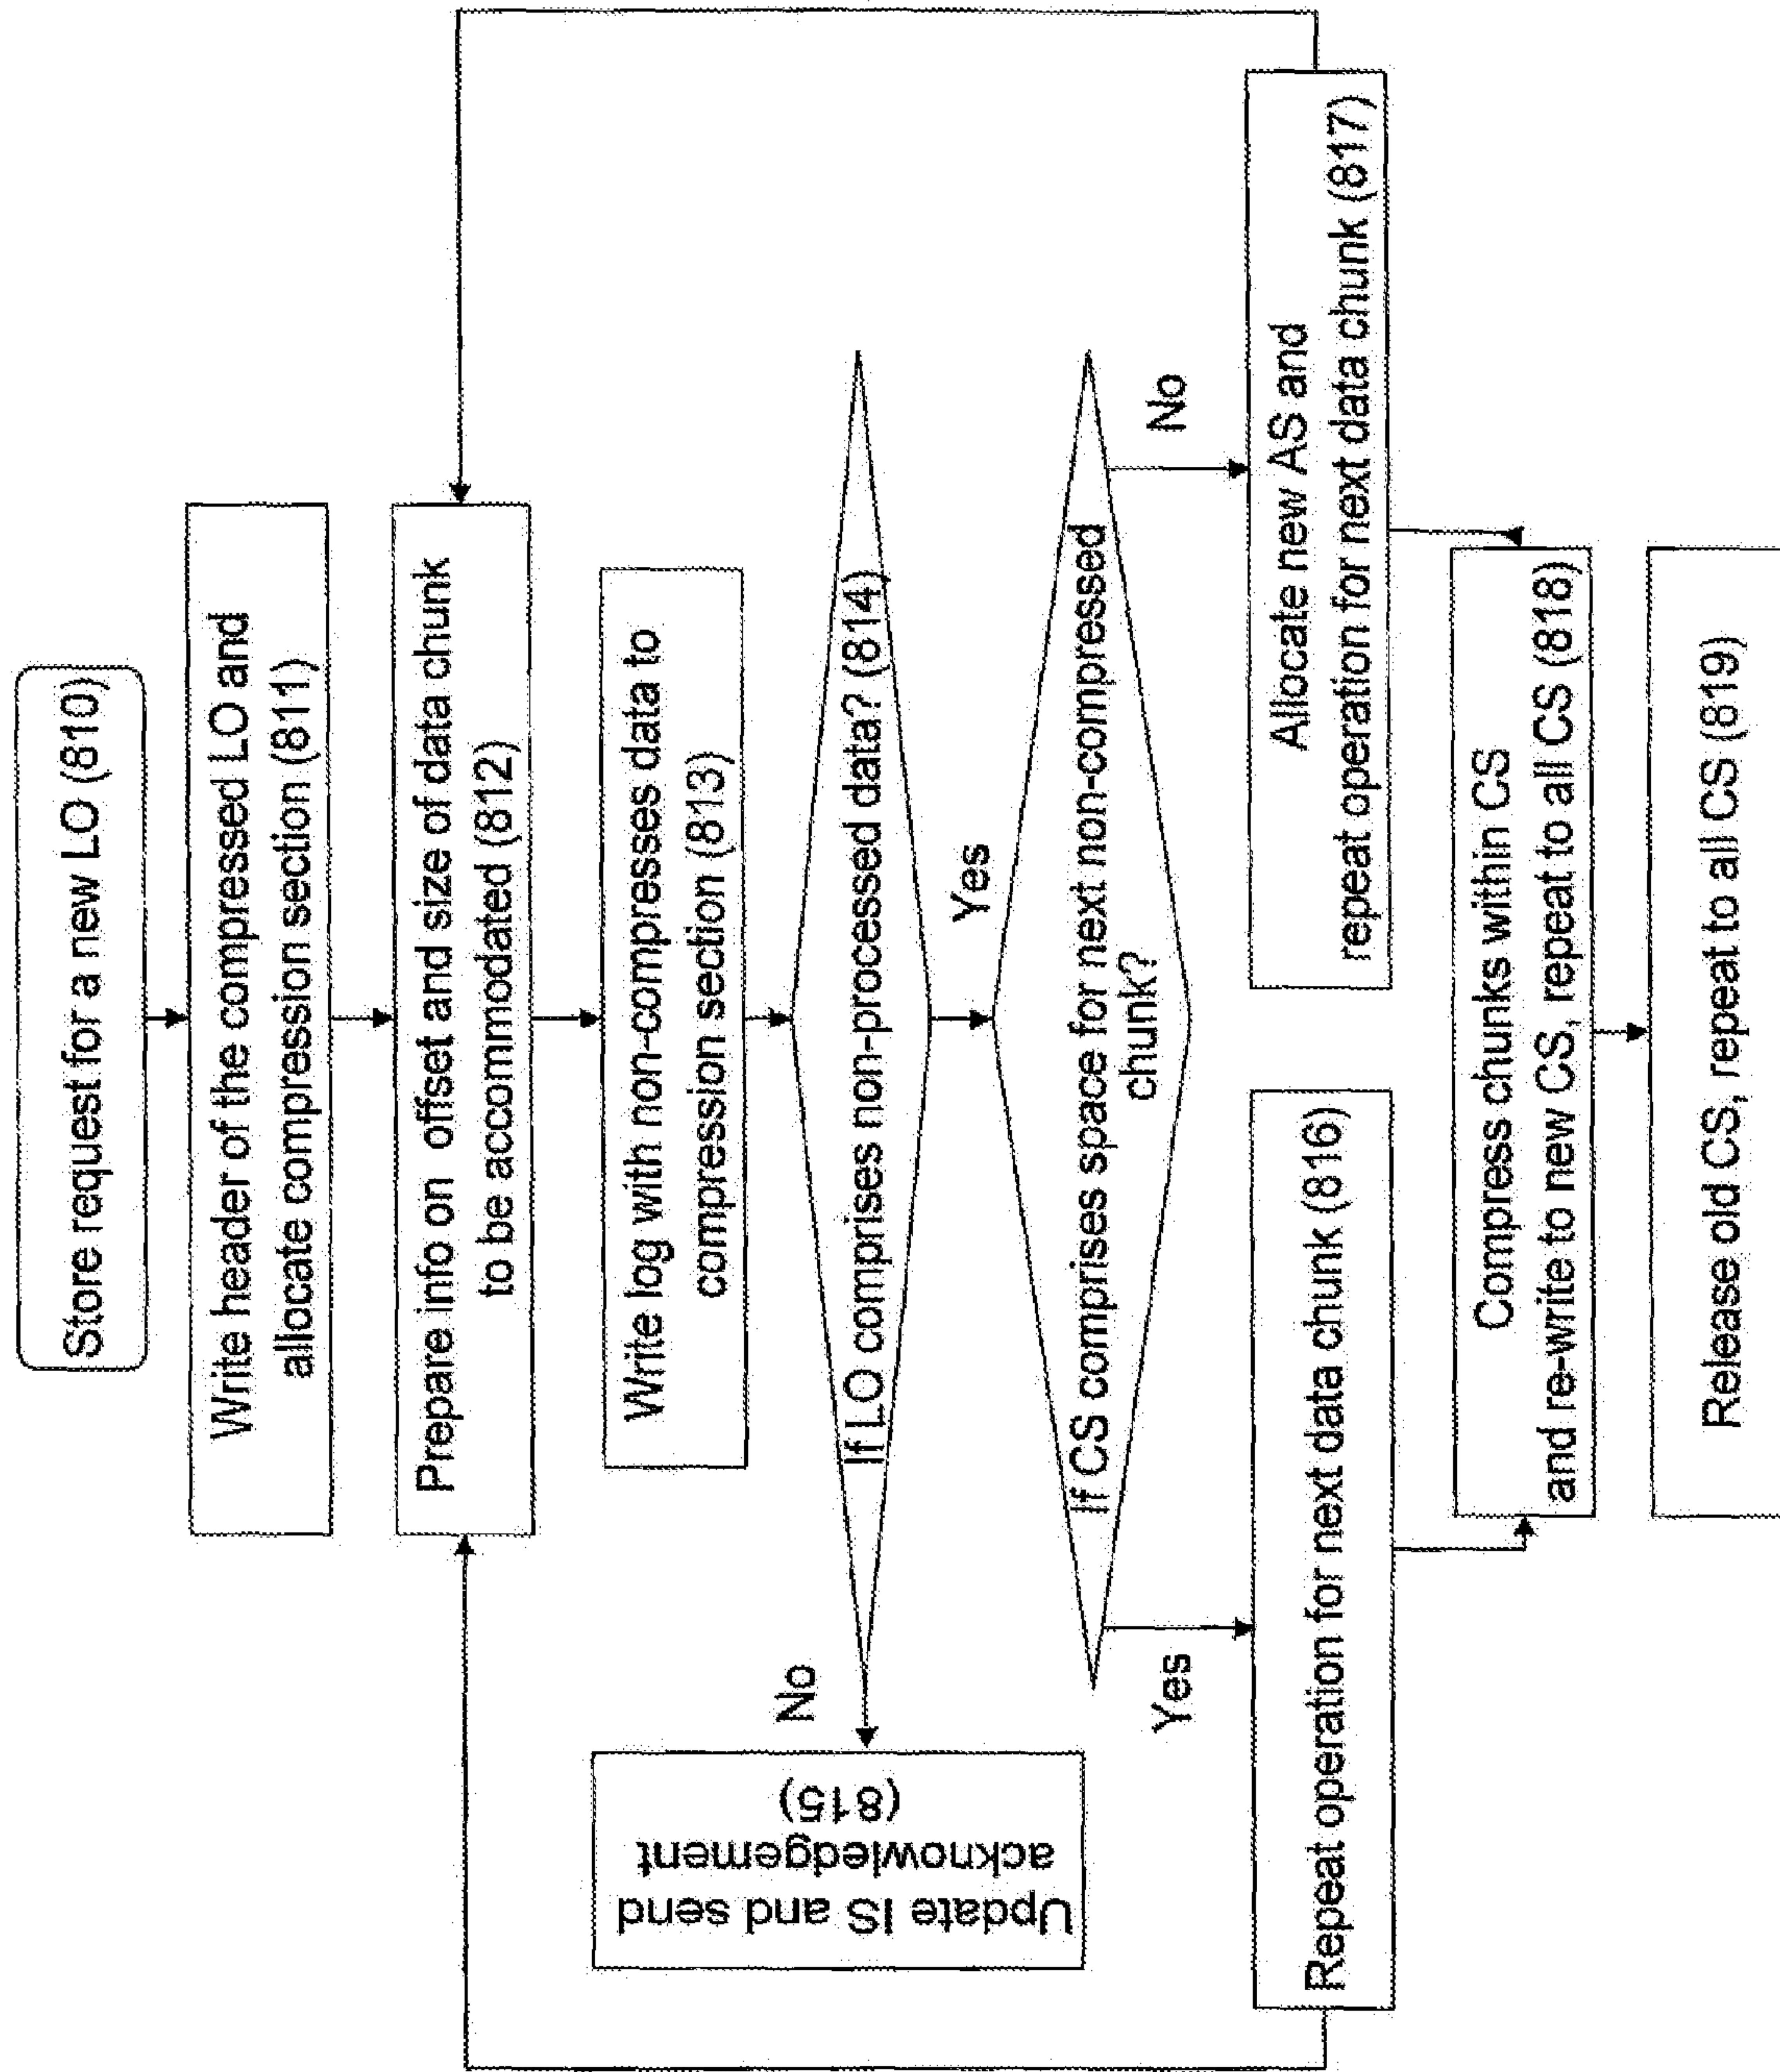 Store request for a new LO (810)
Write header of the compressed LO and
allocate compression section (811)
Prepare info on offset and size of data chunk
to be accommodated (812)
Write log with non-compresses data to
compression section (813)
If LO comprises non-processed data? (814)
No
Update IS and send
acknowledgement
(815)
Yes
If CS comprises space for next non-compressed
chunk?
Yes
No
Repeat operation for next data chunk (816)
Allocate new AS and
repeat operation for next data chunk (817)
Compress chunks within CS
and re-write to new CS, repeat to all CS (818)
Release old CS, repeat to all CS (819)